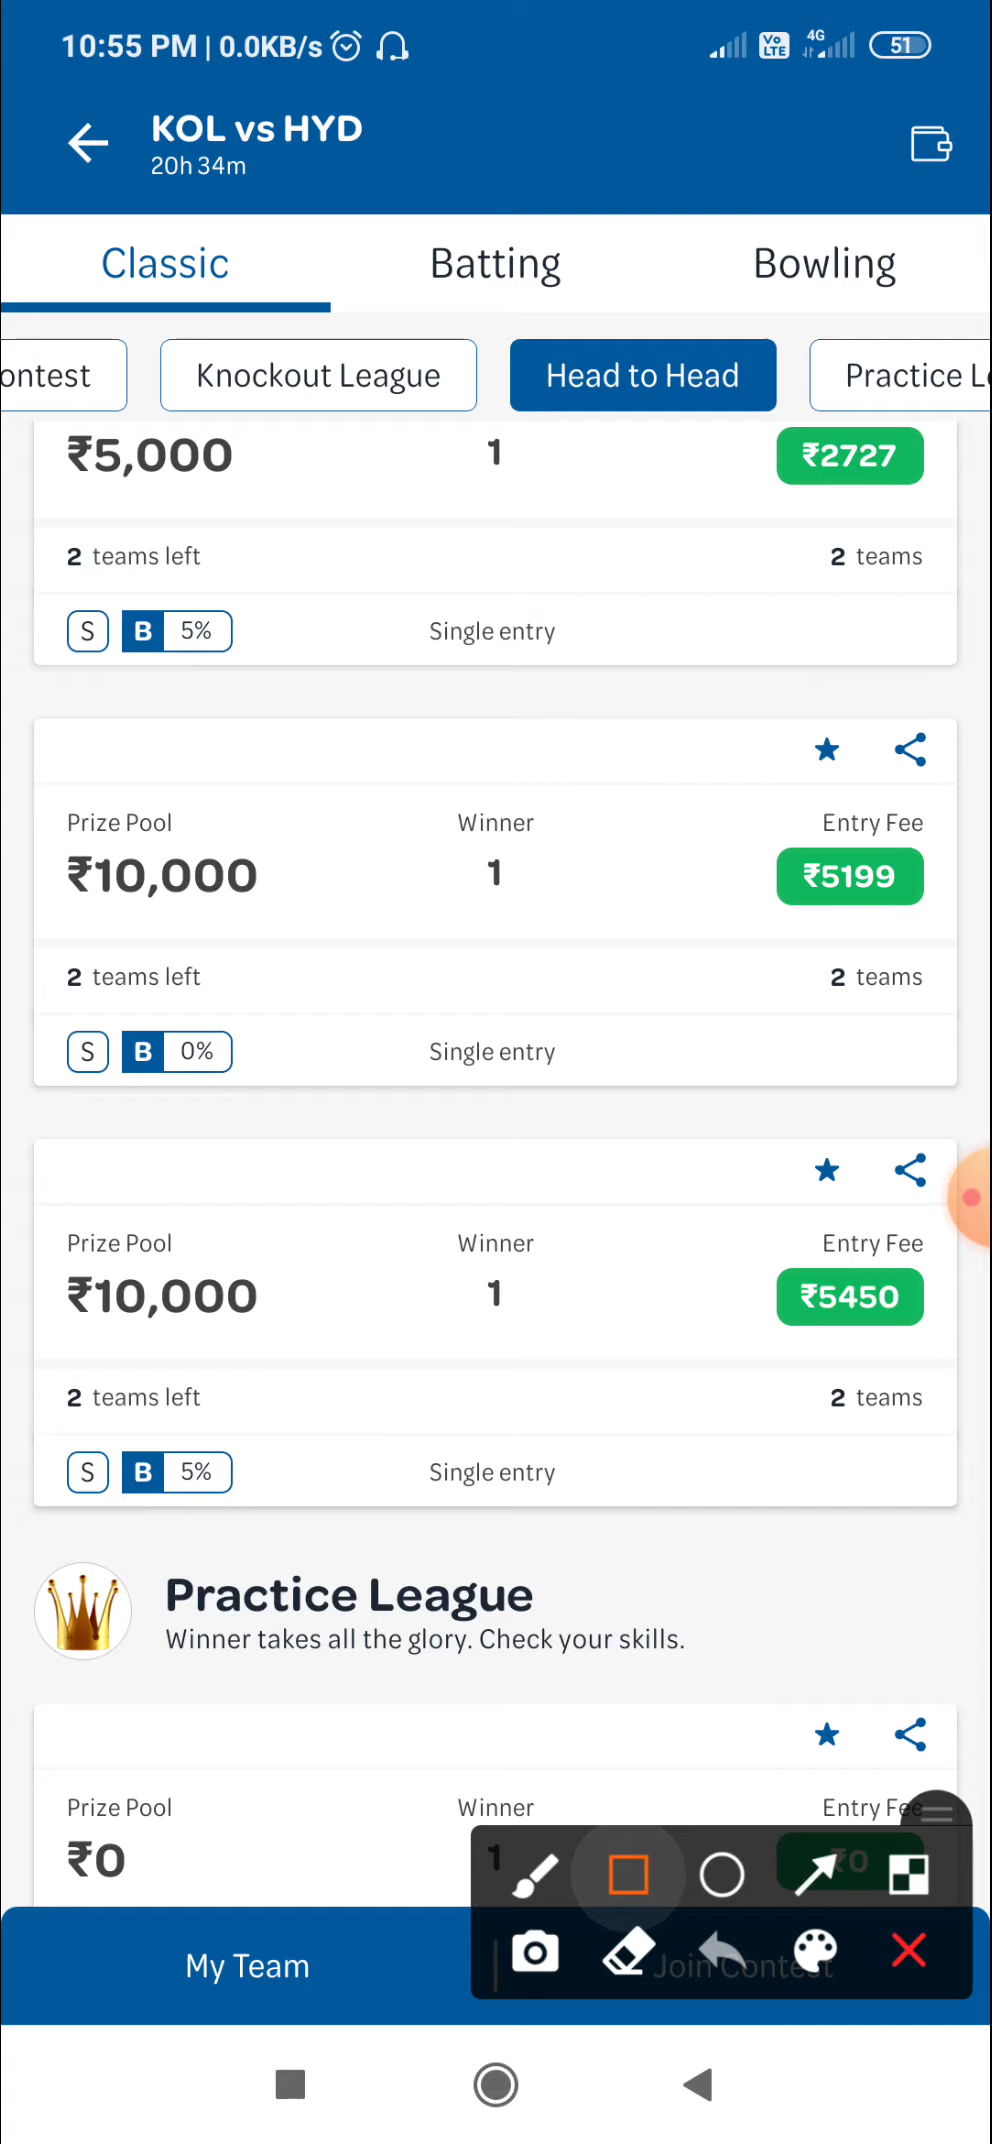 10:55 PM | 0.0KB/s Vo LTE 4G 51
KOL vs HYD
20h 34m
Classic Batting Bowling
ontest Knockout League Head to Head Practice L
₹5,000 1 ₹2727
2 teams left 2 teams
S B 5% Single entry
Prize Pool Winner Entry Fee
₹10,000 1 ₹5199
2 teams left 2 teams
S B 0% Single entry
Prize Pool Winner Entry Fee
₹10,000 1 ₹5450
2 teams left 2 teams
S B 5% Single entry
Practice League
Winner takes all the glory. Check your skills.
Prize Pool Winner Entry Fee
₹0 1 ₹0
My Team Join Contest